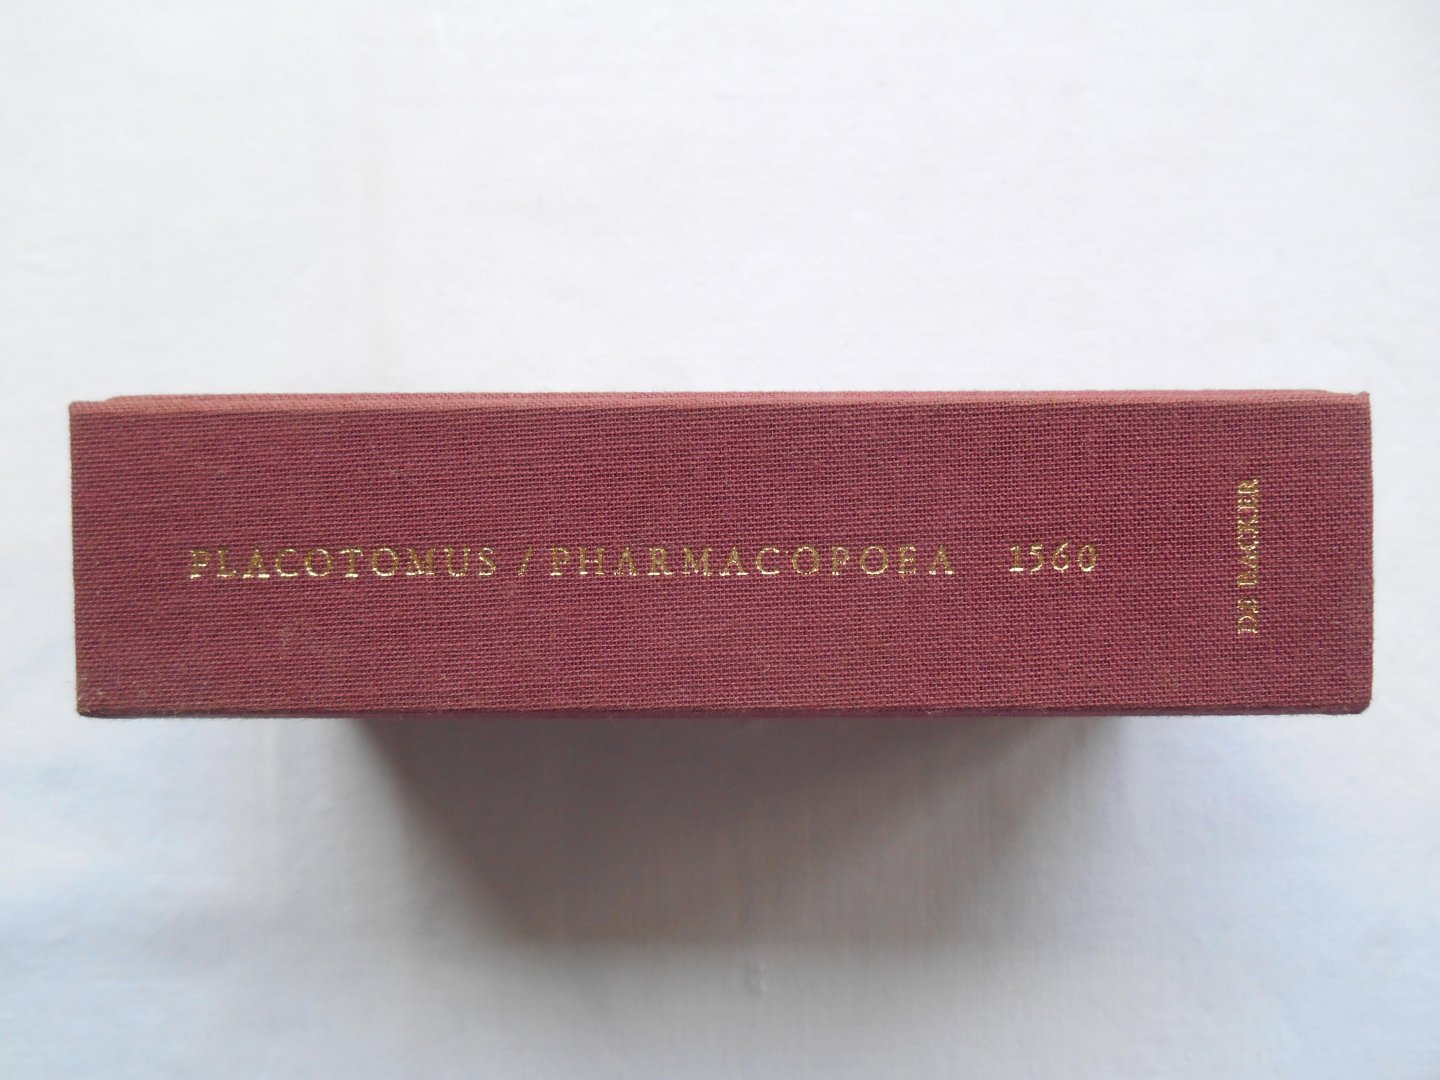 PLACOTOMUS / PHARMACOPOEA 1560
DE BACKER